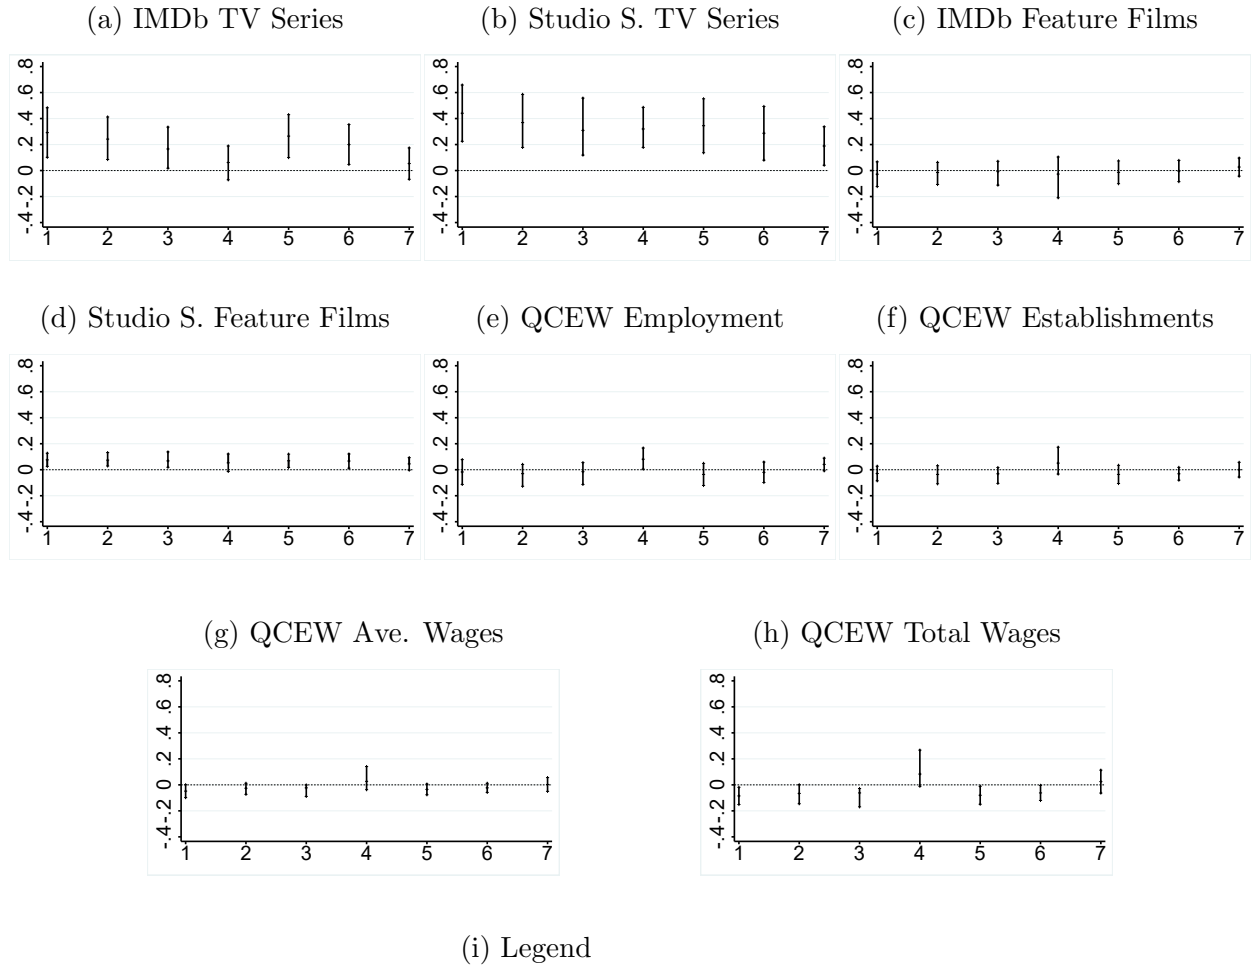 (a) IMDb TV Series (b) Studio S. TV Series (c) IMDb Feature Films
.8 .8 .8
.6 .6 .6
.4 .4 .4
.2 .2 .2
0 0 0
-.2 -.2 -.2
-.4 -.4 -.4
1 2 3 4 5 6 7 1 2 3 4 5 6 7 1 2 3 4 5 6 7
(d) Studio S. Feature Films (e) QCEW Employment (f) QCEW Establishments
.8 .8 .8
.6 .6 .6
.4 .4 .4
.2 .2 .2
0 0 0
-.2 -.2 -.2
-.4 -.4 -.4
1 2 3 4 5 6 7 1 2 3 4 5 6 7 1 2 3 4 5 6 7
(g) QCEW Ave. Wages (h) QCEW Total Wages
.8 .8
.6 .6
.4 .4
.2 .2
0 0
-.2 -.2
-.4 -.4
1 2 3 4 5 6 7 1 2 3 4 5 6 7
(i) Legend